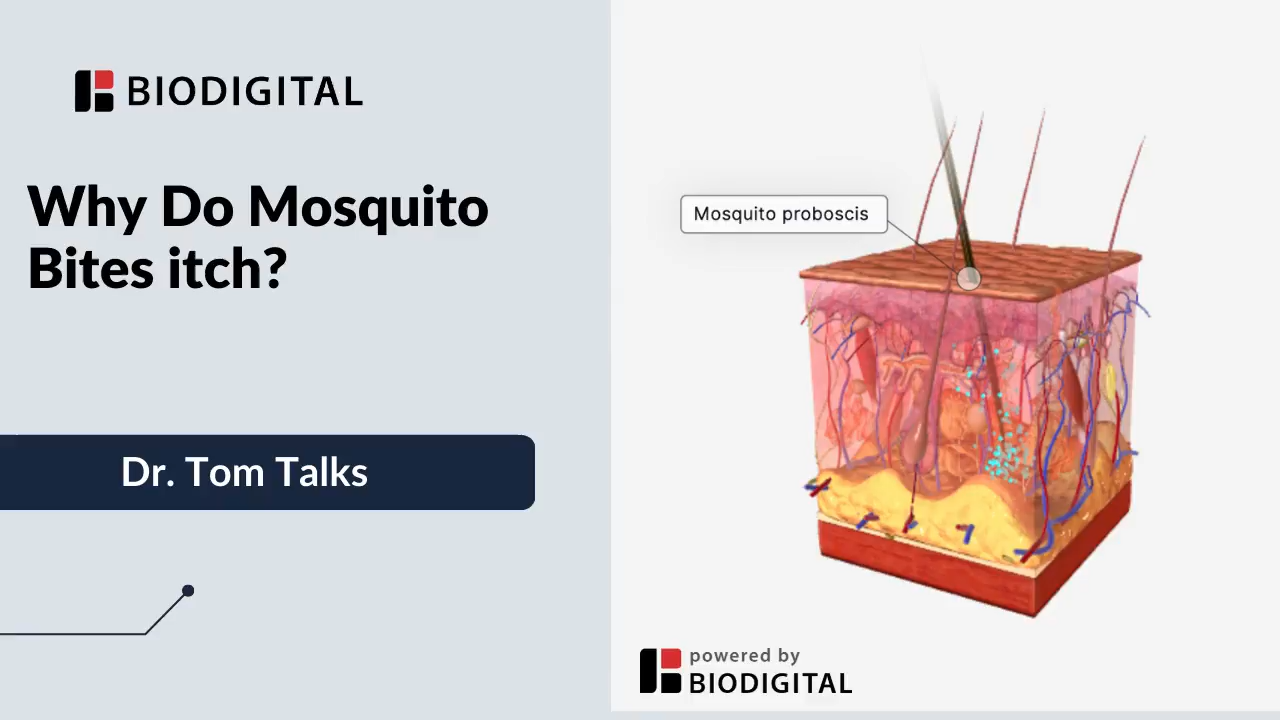 BIODIGITAL
Why Do Mosquito
Bites itch?
Dr. Tom Talks
Mosquito proboscis
powered by
BIODIGITAL